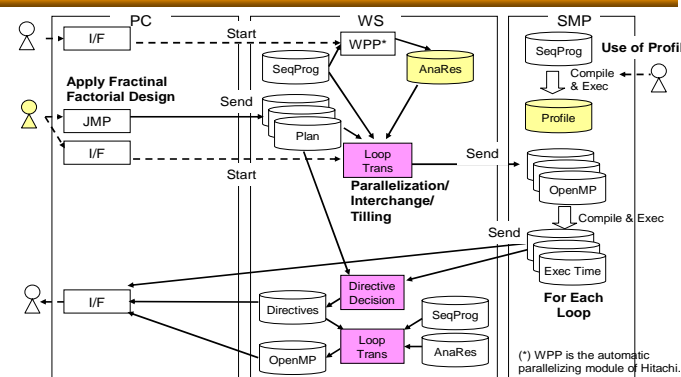 PC
WS
SMP
I/F
Start
WPP*
SeqProg
AnaRes
SeqProg
Use of Profil
Compile
& Exec
Profile
Apply Fractinal
Factorial Design
JMP
Send
Plan
I/F
Start
Loop
Trans
Send
Parallelization/
Interchange/
Tilling
OpenMP
Compile & Exec
Send
Exec Time
For Each
Loop
I/F
Directives
Directive
Decision
SeqProg
Loop
Trans
AnaRes
OpenMP
(*) WPP is the automatic
parallelizing module of Hitachi.